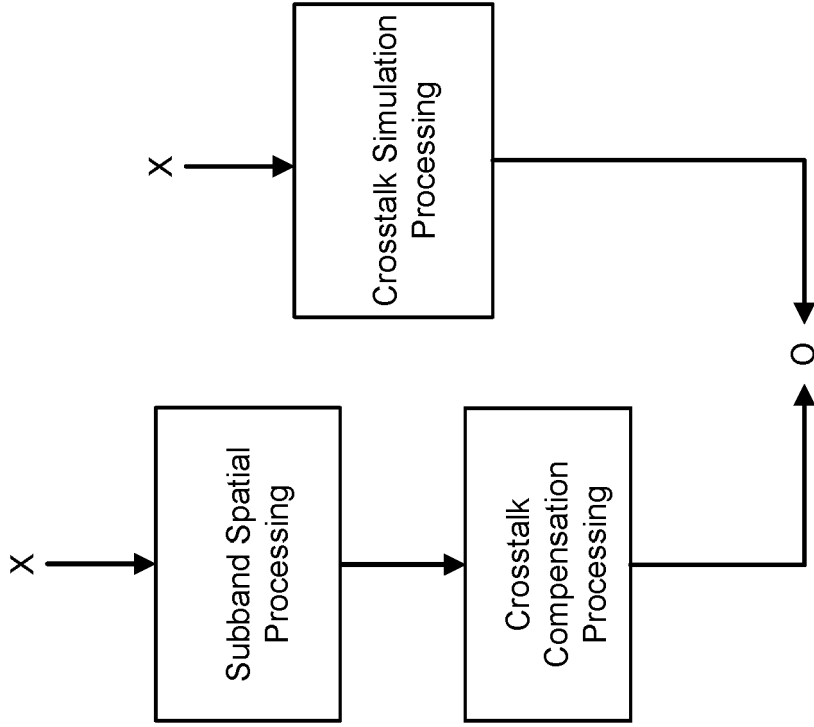 X
Subband Spatial
Processing
Crosstalk
Compensation
Processing
X
Crosstalk Simulation
Processing
O